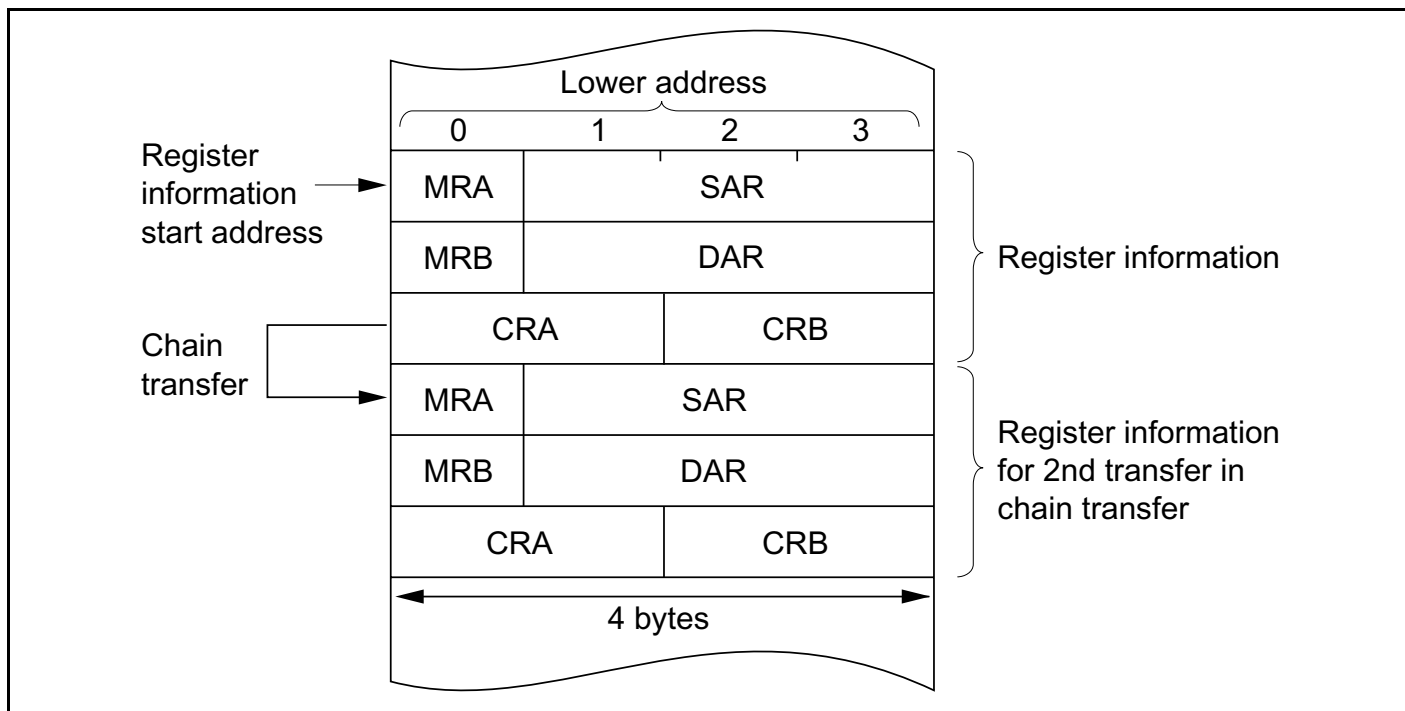 Lower address
0 1 2 3
Register
information
start address
MRA SAR
MRB DAR
CRA CRB
Register information
Chain
transfer
MRA SAR
MRB DAR
CRA CRB
Register information
for 2nd transfer in
chain transfer
4 bytes